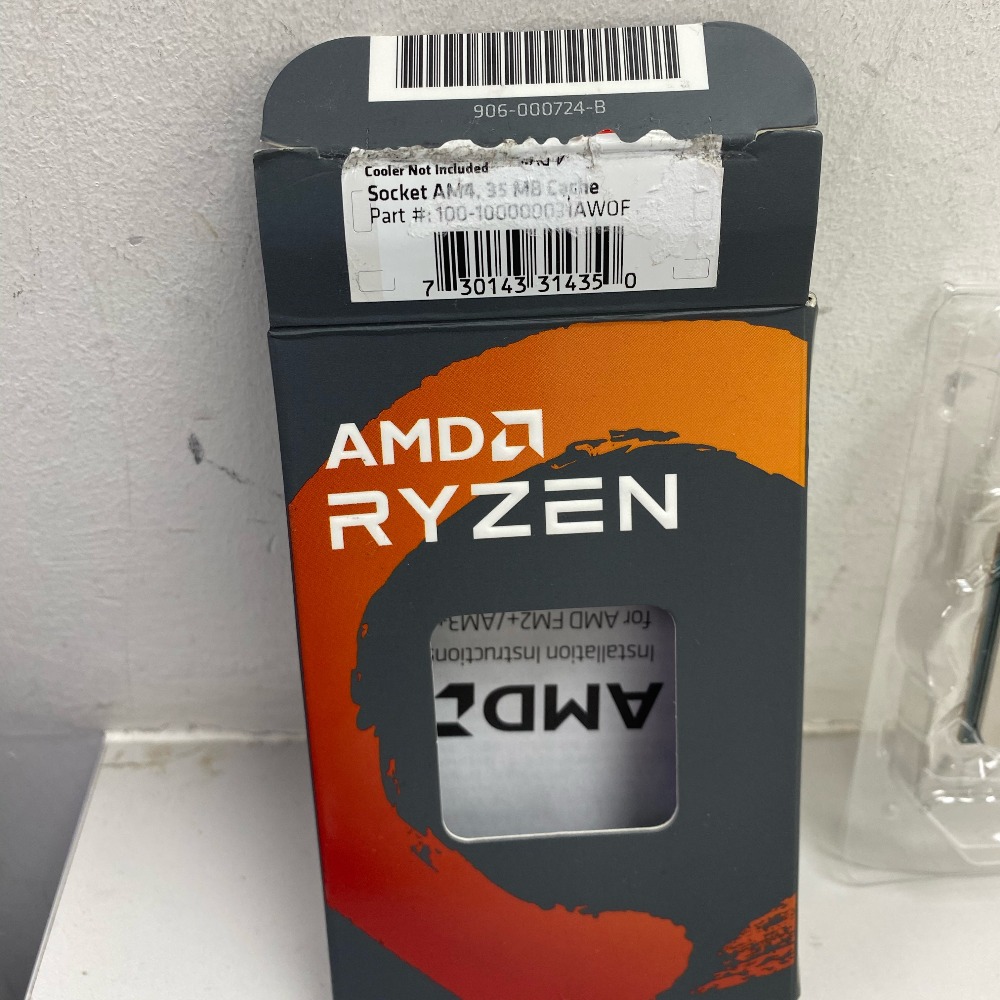 906-000724-B
Cooler Not Included
Socket AM4, 35 MB Cache
Part #: 100-100000031AWOF
7 30143 31435 0
AMD
RYZEN
for AMD FM2+/AM3+
Installation Instructions
AMD